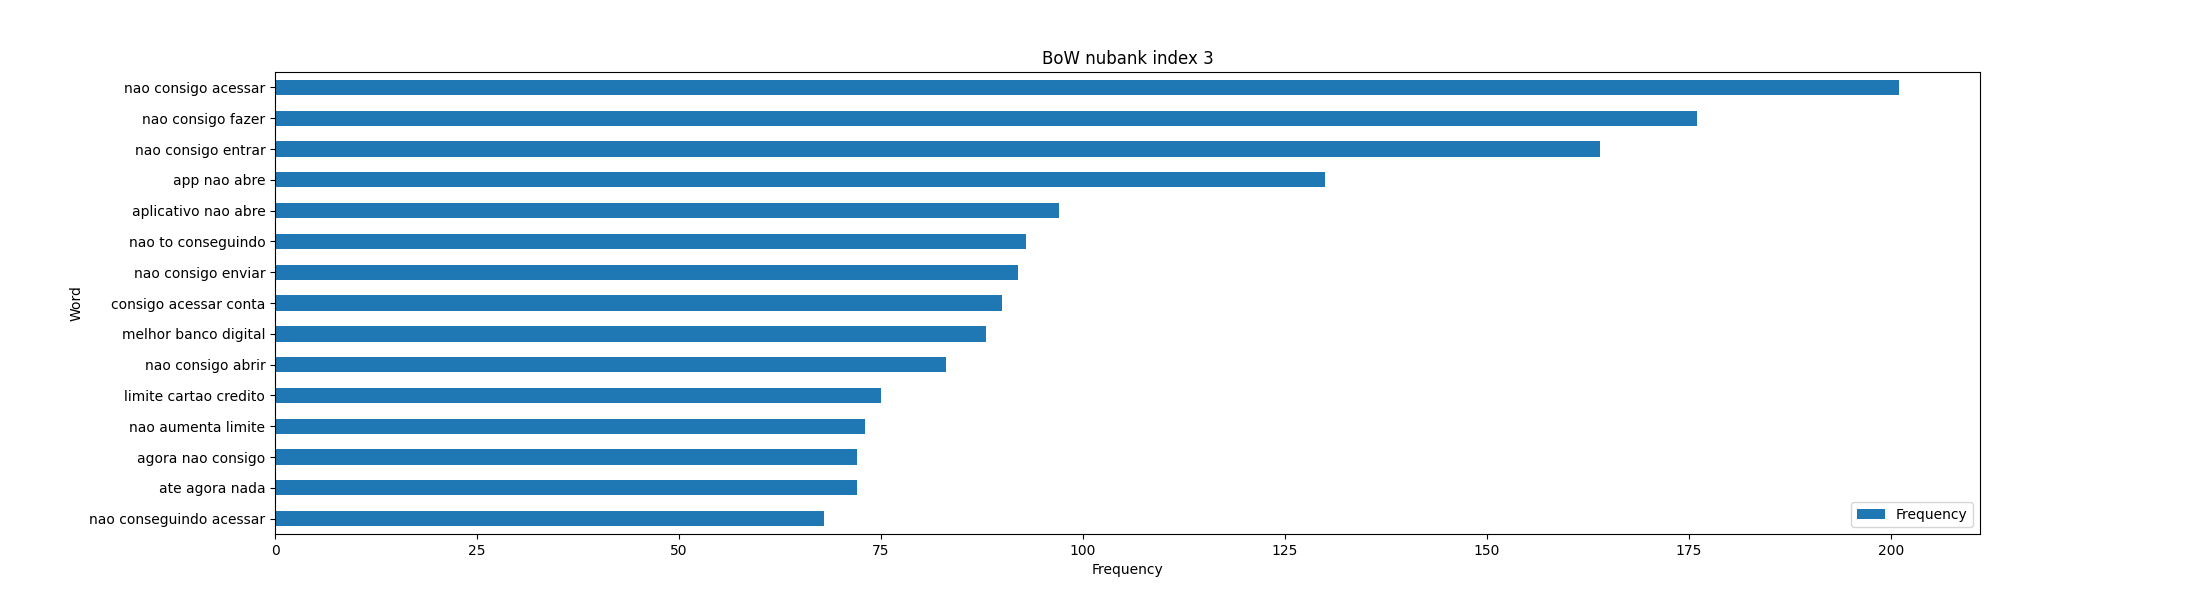 BoW nubank index 3
Word
nao consigo acessar
nao consigo fazer
nao consigo entrar
app nao abre
aplicativo nao abre
nao to conseguindo
nao consigo enviar
consigo acessar conta
melhor banco digital
nao consigo abrir
limite cartao credito
nao aumenta limite
agora nao consigo
ate agora nada
nao conseguindo acessar
Frequency
0 25 50 75 100 125 150 175 200
Frequency